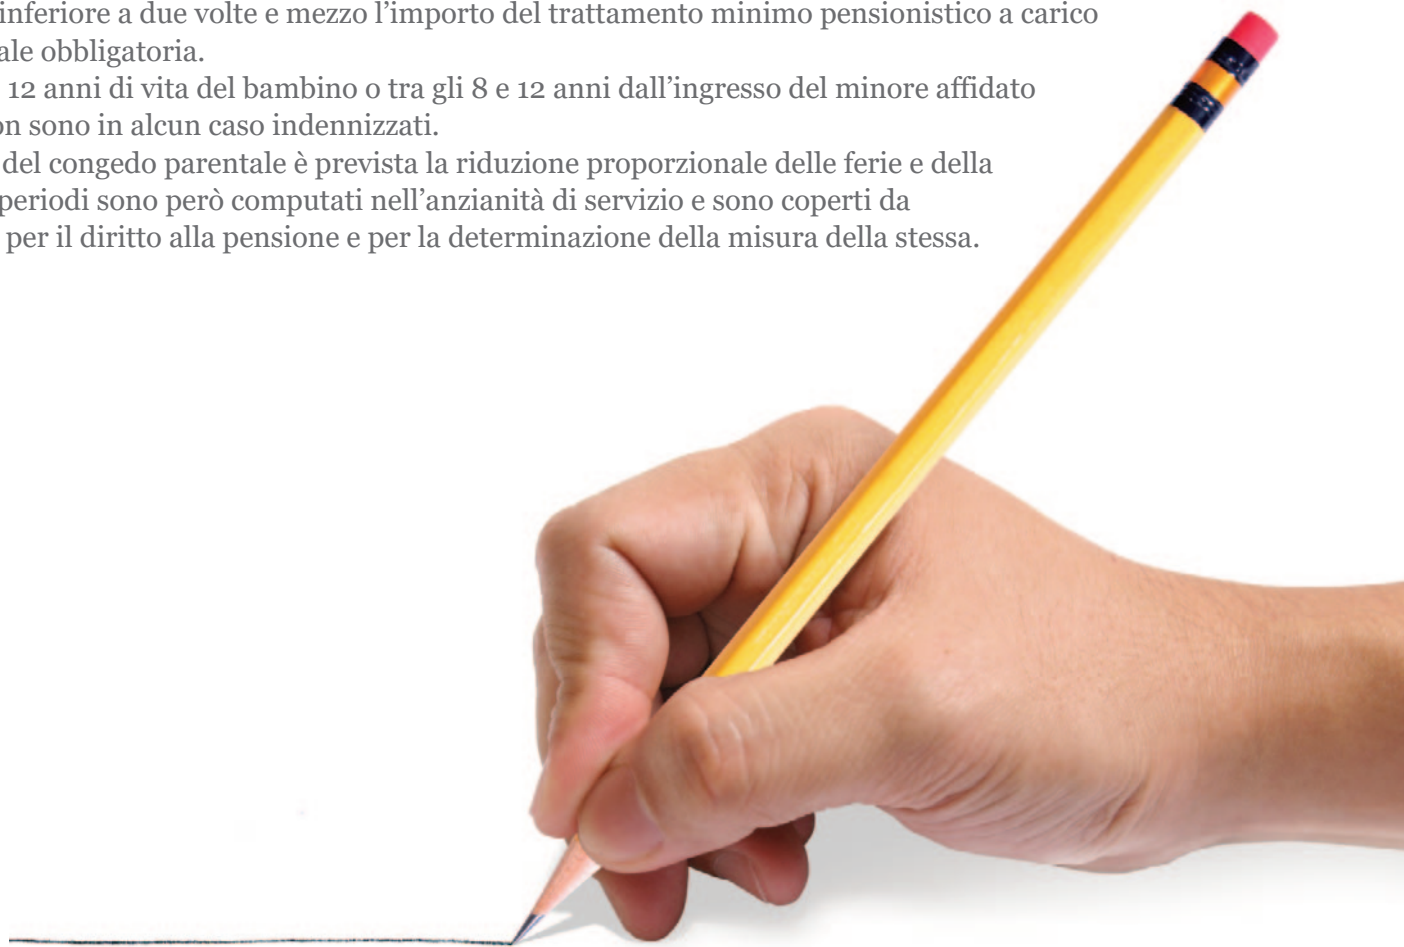 inferiore a due volte e mezzo l’importo del trattamento minimo pensionistico a carico
ale obbligatoria.
12 anni di vita del bambino o tra gli 8 e 12 anni dall’ingresso del minore affidato
on sono in alcun caso indennizzati.
del congedo parentale è prevista la riduzione proporzionale delle ferie e della
periodi sono però computati nell’anzianità di servizio e sono coperti da
per il diritto alla pensione e per la determinazione della misura della stessa.